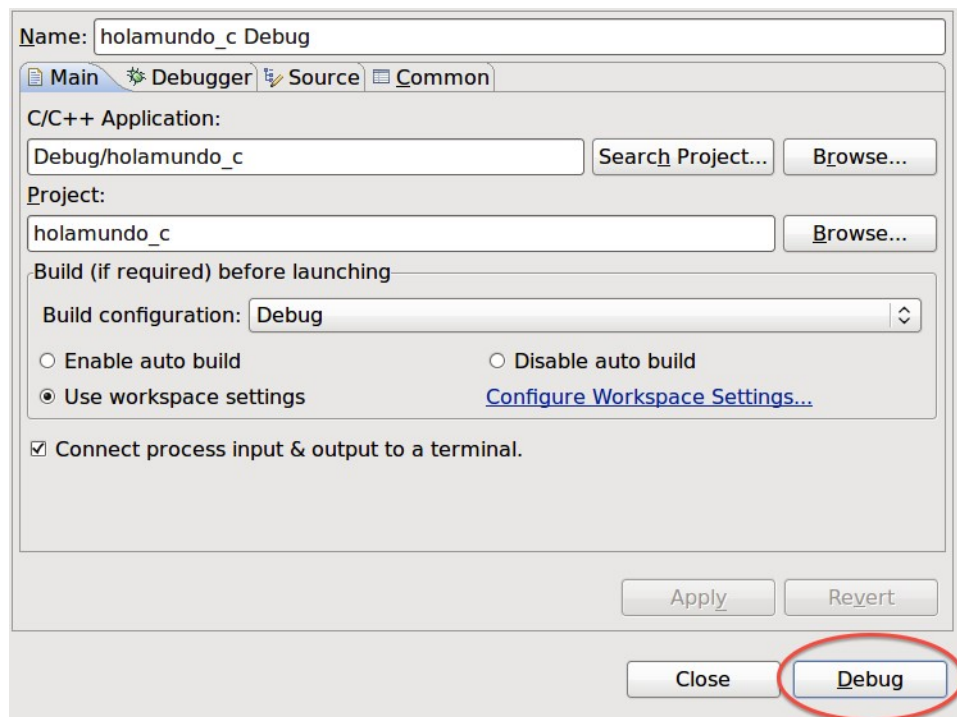 Name: holamundo_c Debug
Main Debugger Source Common
C/C++ Application:
Debug/holamundo_c Search Project... Browse...
Project:
holamundo_c Browse...
Build (if required) before launching
Build configuration: Debug
Enable auto build Disable auto build
Use workspace settings Configure Workspace Settings...
Connect process input & output to a terminal.
Apply Revert
Close Debug